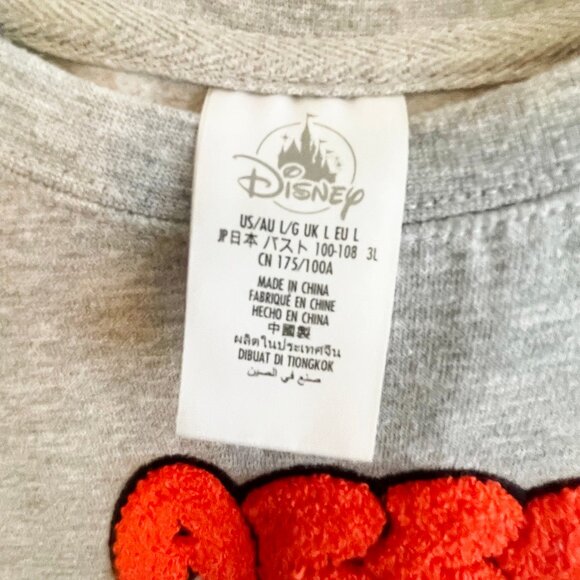 Disney
US/AU L/G UK L EU L
JP日本 バスト 100-108 3L
CN 175/100A
MADE IN CHINA
FABRIQUÉ EN CHINE
HECHO EN CHINA
中國製
ผลิตในประเทศจีน
DIBUAT DI TIONGKOK
صنع في الصين